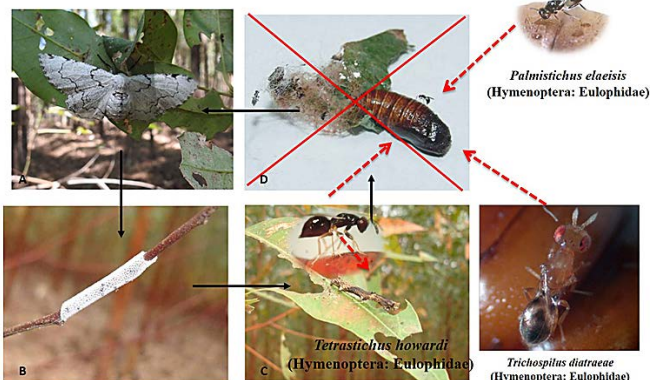 Palmistichus elaeisis
(Hymenoptera: Eulophidae)
A
D
B
Tetrastichus howardi
C (Hymenoptera: Eulophidae)
Trichospilus diatraeae
(Hymenoptera: Eulophidae)